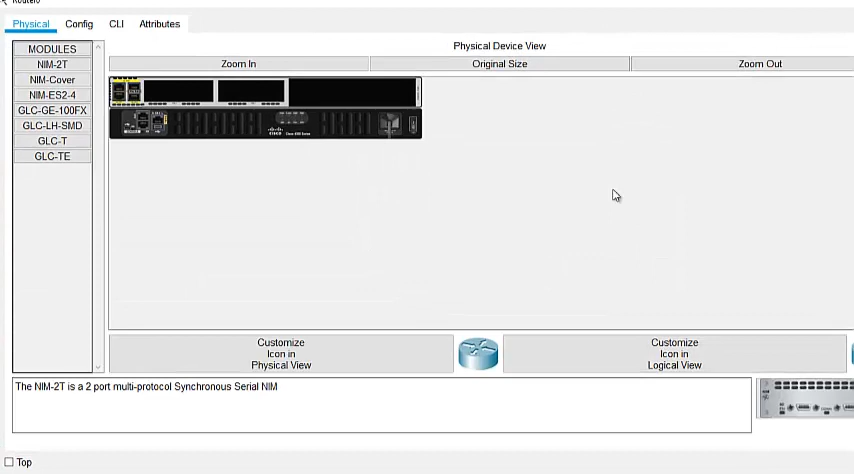 Router0
Physical Config CLI Attributes
MODULES
NIM-2T
NIM-Cover
NIM-ES2-4
GLC-GE-100FX
GLC-LH-SMD
GLC-T
GLC-TE
Physical Device View
Zoom In Original Size Zoom Out
Customize
Icon in
Physical View
Customize
Icon in
Logical View
The NIM-2T is a 2 port multi-protocol Synchronous Serial NIM
Top